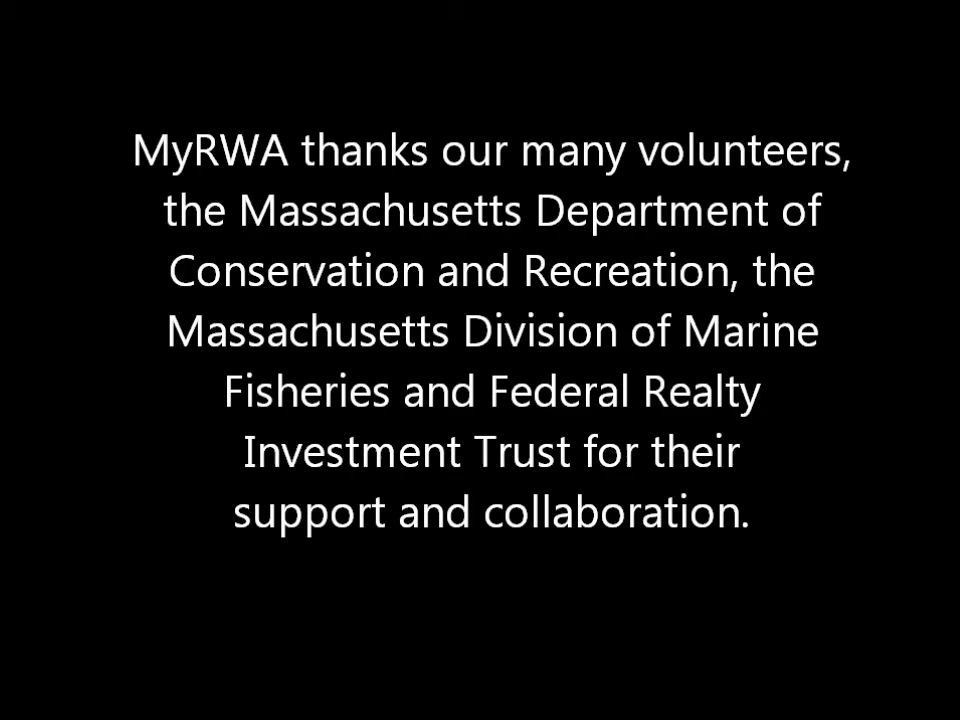 MyRWA thanks our many volunteers,
the Massachusetts Department of
Conservation and Recreation, the
Massachusetts Division of Marine
Fisheries and Federal Realty
Investment Trust for their
support and collaboration.